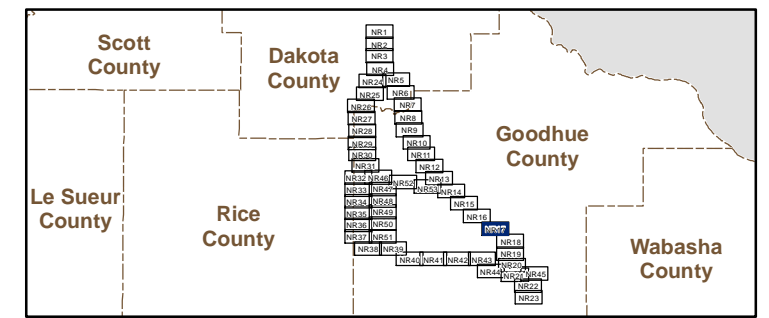 Scott
County
Dakota
County
Goodhue
County
Le Sueur
County
Rice
County
Wabasha
County
NR1
NR2
NR3
NR4
NR24 NR5
NR25 NR6
NR26 NR7
NR27 NR8
NR28 NR9
NR29 NR10
NR30 NR11
NR31 NR12
NR32 NR46 NR52 NR13
NR33 NR47 NR53 NR14
NR34 NR48 NR15
NR35 NR49 NR16
NR36 NR50 NR17
NR37 NR51 NR18
NR38 NR39 NR19
NR40 NR41 NR42 NR43 NR20
NR44 NR21 NR45
NR22
NR23